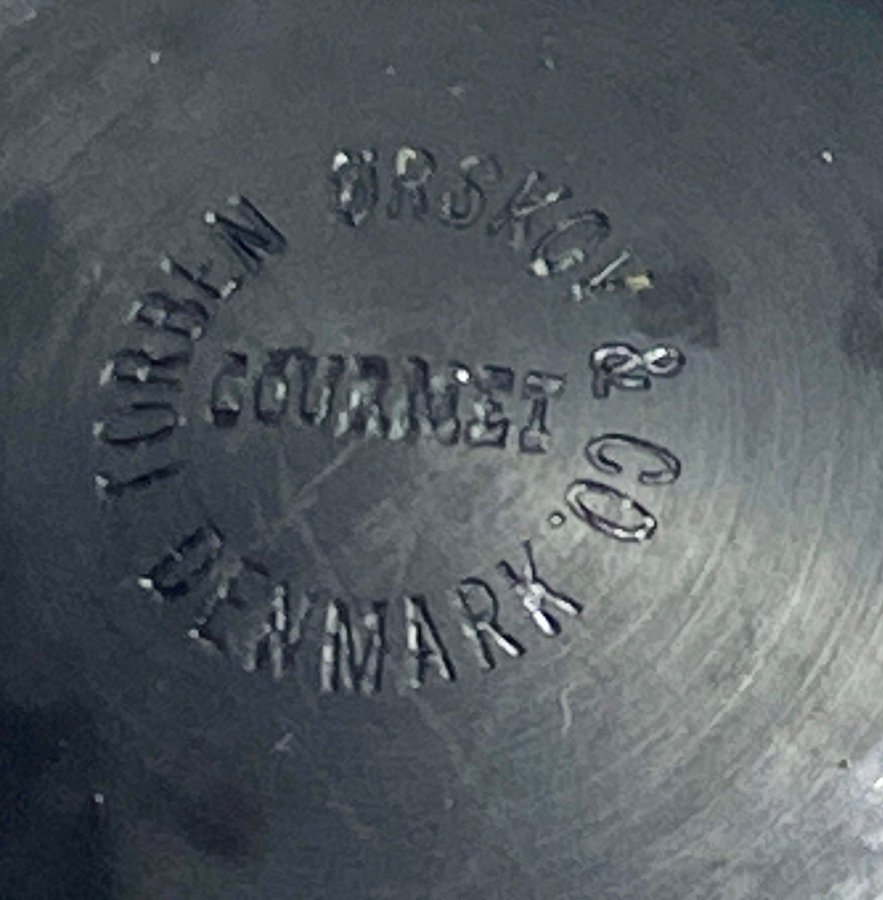 TORBEN ØRSKOV & CO.
GOURMET
DENMARK